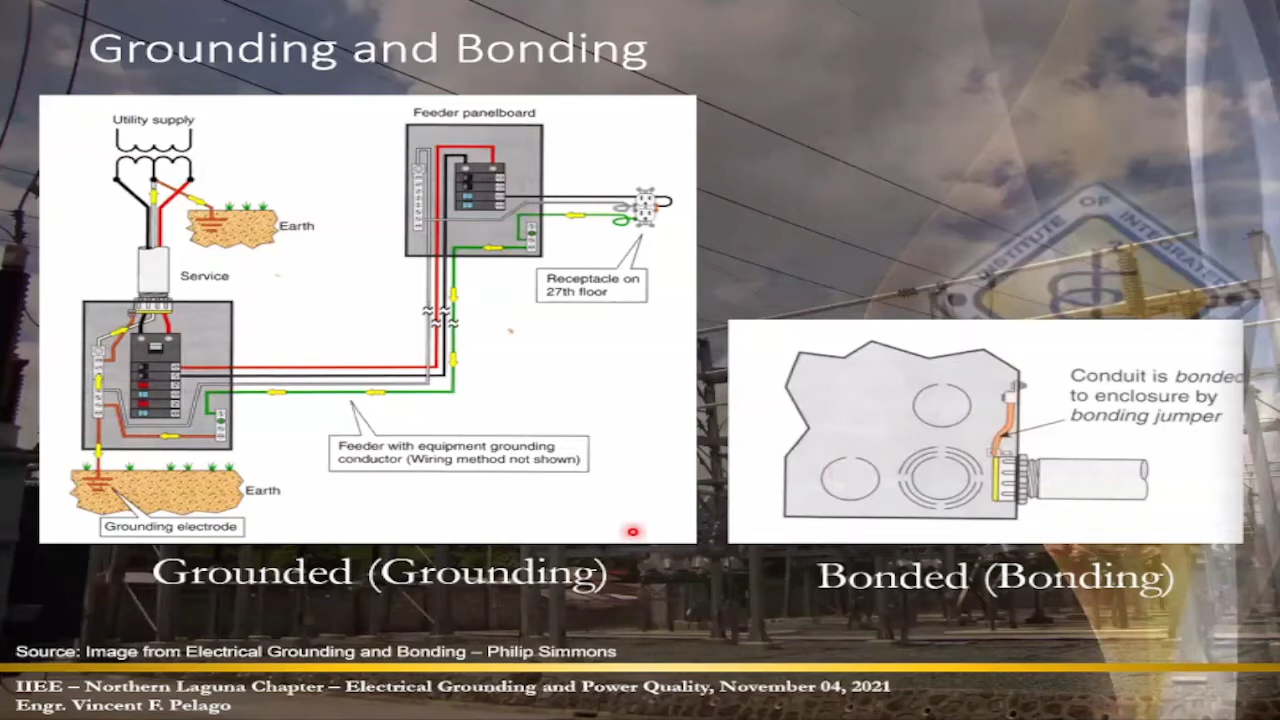 Grounding and Bonding
Utility supply
Feeder panelboard
Earth
Service
Receptacle on
27th floor
Feeder with equipment grounding
conductor (Wiring method not shown)
Earth
Grounding electrode
Grounded (Grounding)
INSTITUTE OF INTEGRATE
Conduit is bonded
to enclosure by
bonding jumper
Bonded (Bonding)
Source: Image from Electrical Grounding and Bonding – Philip Simmons
IIEE – Northern Laguna Chapter – Electrical Grounding and Power Quality, November 04, 2021
Engr. Vincent F. Pelago